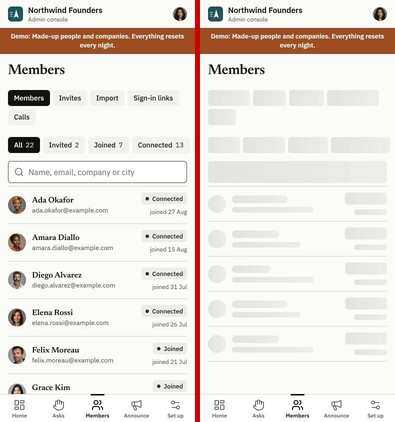 Northwind Founders
Admin console
Demo: Made-up people and companies. Everything resets
every night.
Members
Members
Invites
Import
Sign-in links
Calls
All 22
Invited 2
Joined 7
Connected 13
Name, email, company or city
Ada Okafor
Connected
ada.okafor@example.com
joined 27 Aug
Amara Diallo
Connected
amara.diallo@example.com
joined 15 Aug
Diego Alvarez
Connected
diego.alvarez@example.com
joined 31 Jul
Elena Rossi
Connected
elena.rossi@example.com
joined 26 Jul
Felix Moreau
Joined
felix.moreau@example.com
joined 21 Jul
Grace Kim
Joined
Home
Asks
Members
Announce
Set up
Northwind Founders
Admin console
Demo: Made-up people and companies. Everything resets
every night.
Members
Home
Asks
Members
Announce
Set up